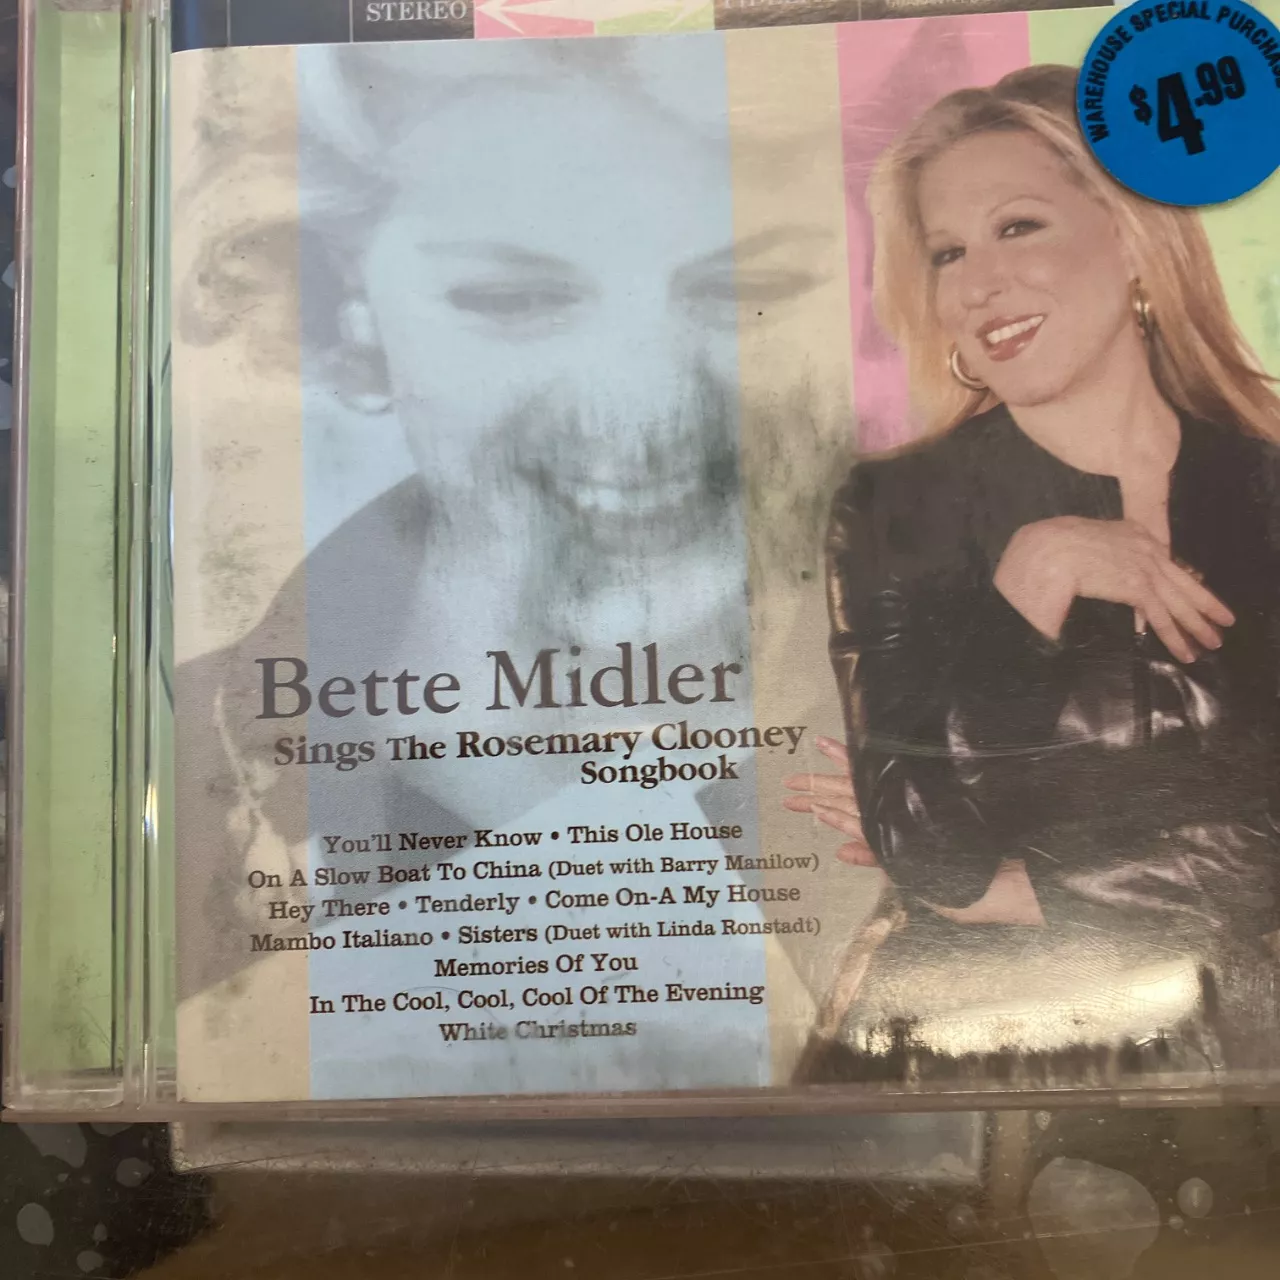 STEREO
WAREHOUSE SPECIAL PURCHASE
$4.99
Bette Midler
Sings The Rosemary Clooney
Songbook
You'll Never Know • This Ole House
On A Slow Boat To China (Duet with Barry Manilow)
Hey There • Tenderly • Come On-A My House
Mambo Italiano • Sisters (Duet with Linda Ronstadt)
Memories Of You
In The Cool, Cool, Cool Of The Evening
White Christmas